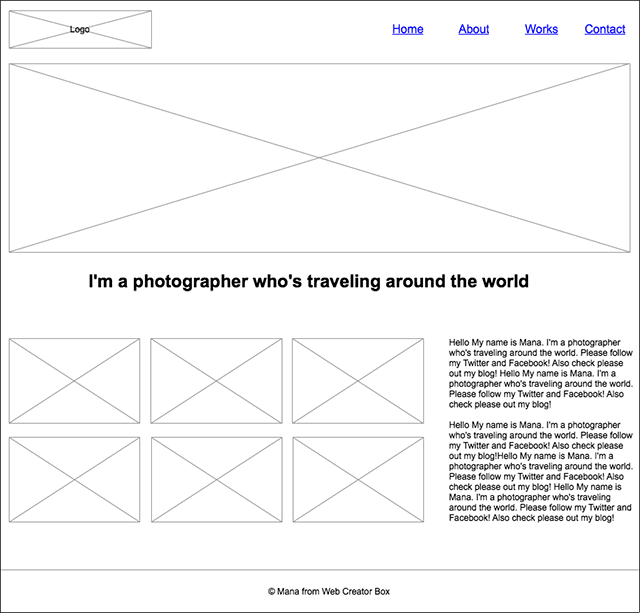 Logo
Home About Works Contact
I'm a photographer who's traveling around the world
Hello My name is Mana. I'm a photographer
who's traveling around the world. Please follow
my Twitter and Facebook! Also check please
out my blog! Hello My name is Mana. I'm a
photographer who's traveling around the world.
Please follow my Twitter and Facebook! Also
check please out my blog!
Hello My name is Mana. I'm a photographer
who's traveling around the world. Please follow
my Twitter and Facebook! Also check please
out my blog!Hello My name is Mana. I'm a
photographer who's traveling around the world.
Please follow my Twitter and Facebook! Also
check please out my blog! Hello My name is
Mana. I'm a photographer who's traveling
around the world. Please follow my Twitter and
Facebook! Also check please out my blog!
© Mana from Web Creator Box